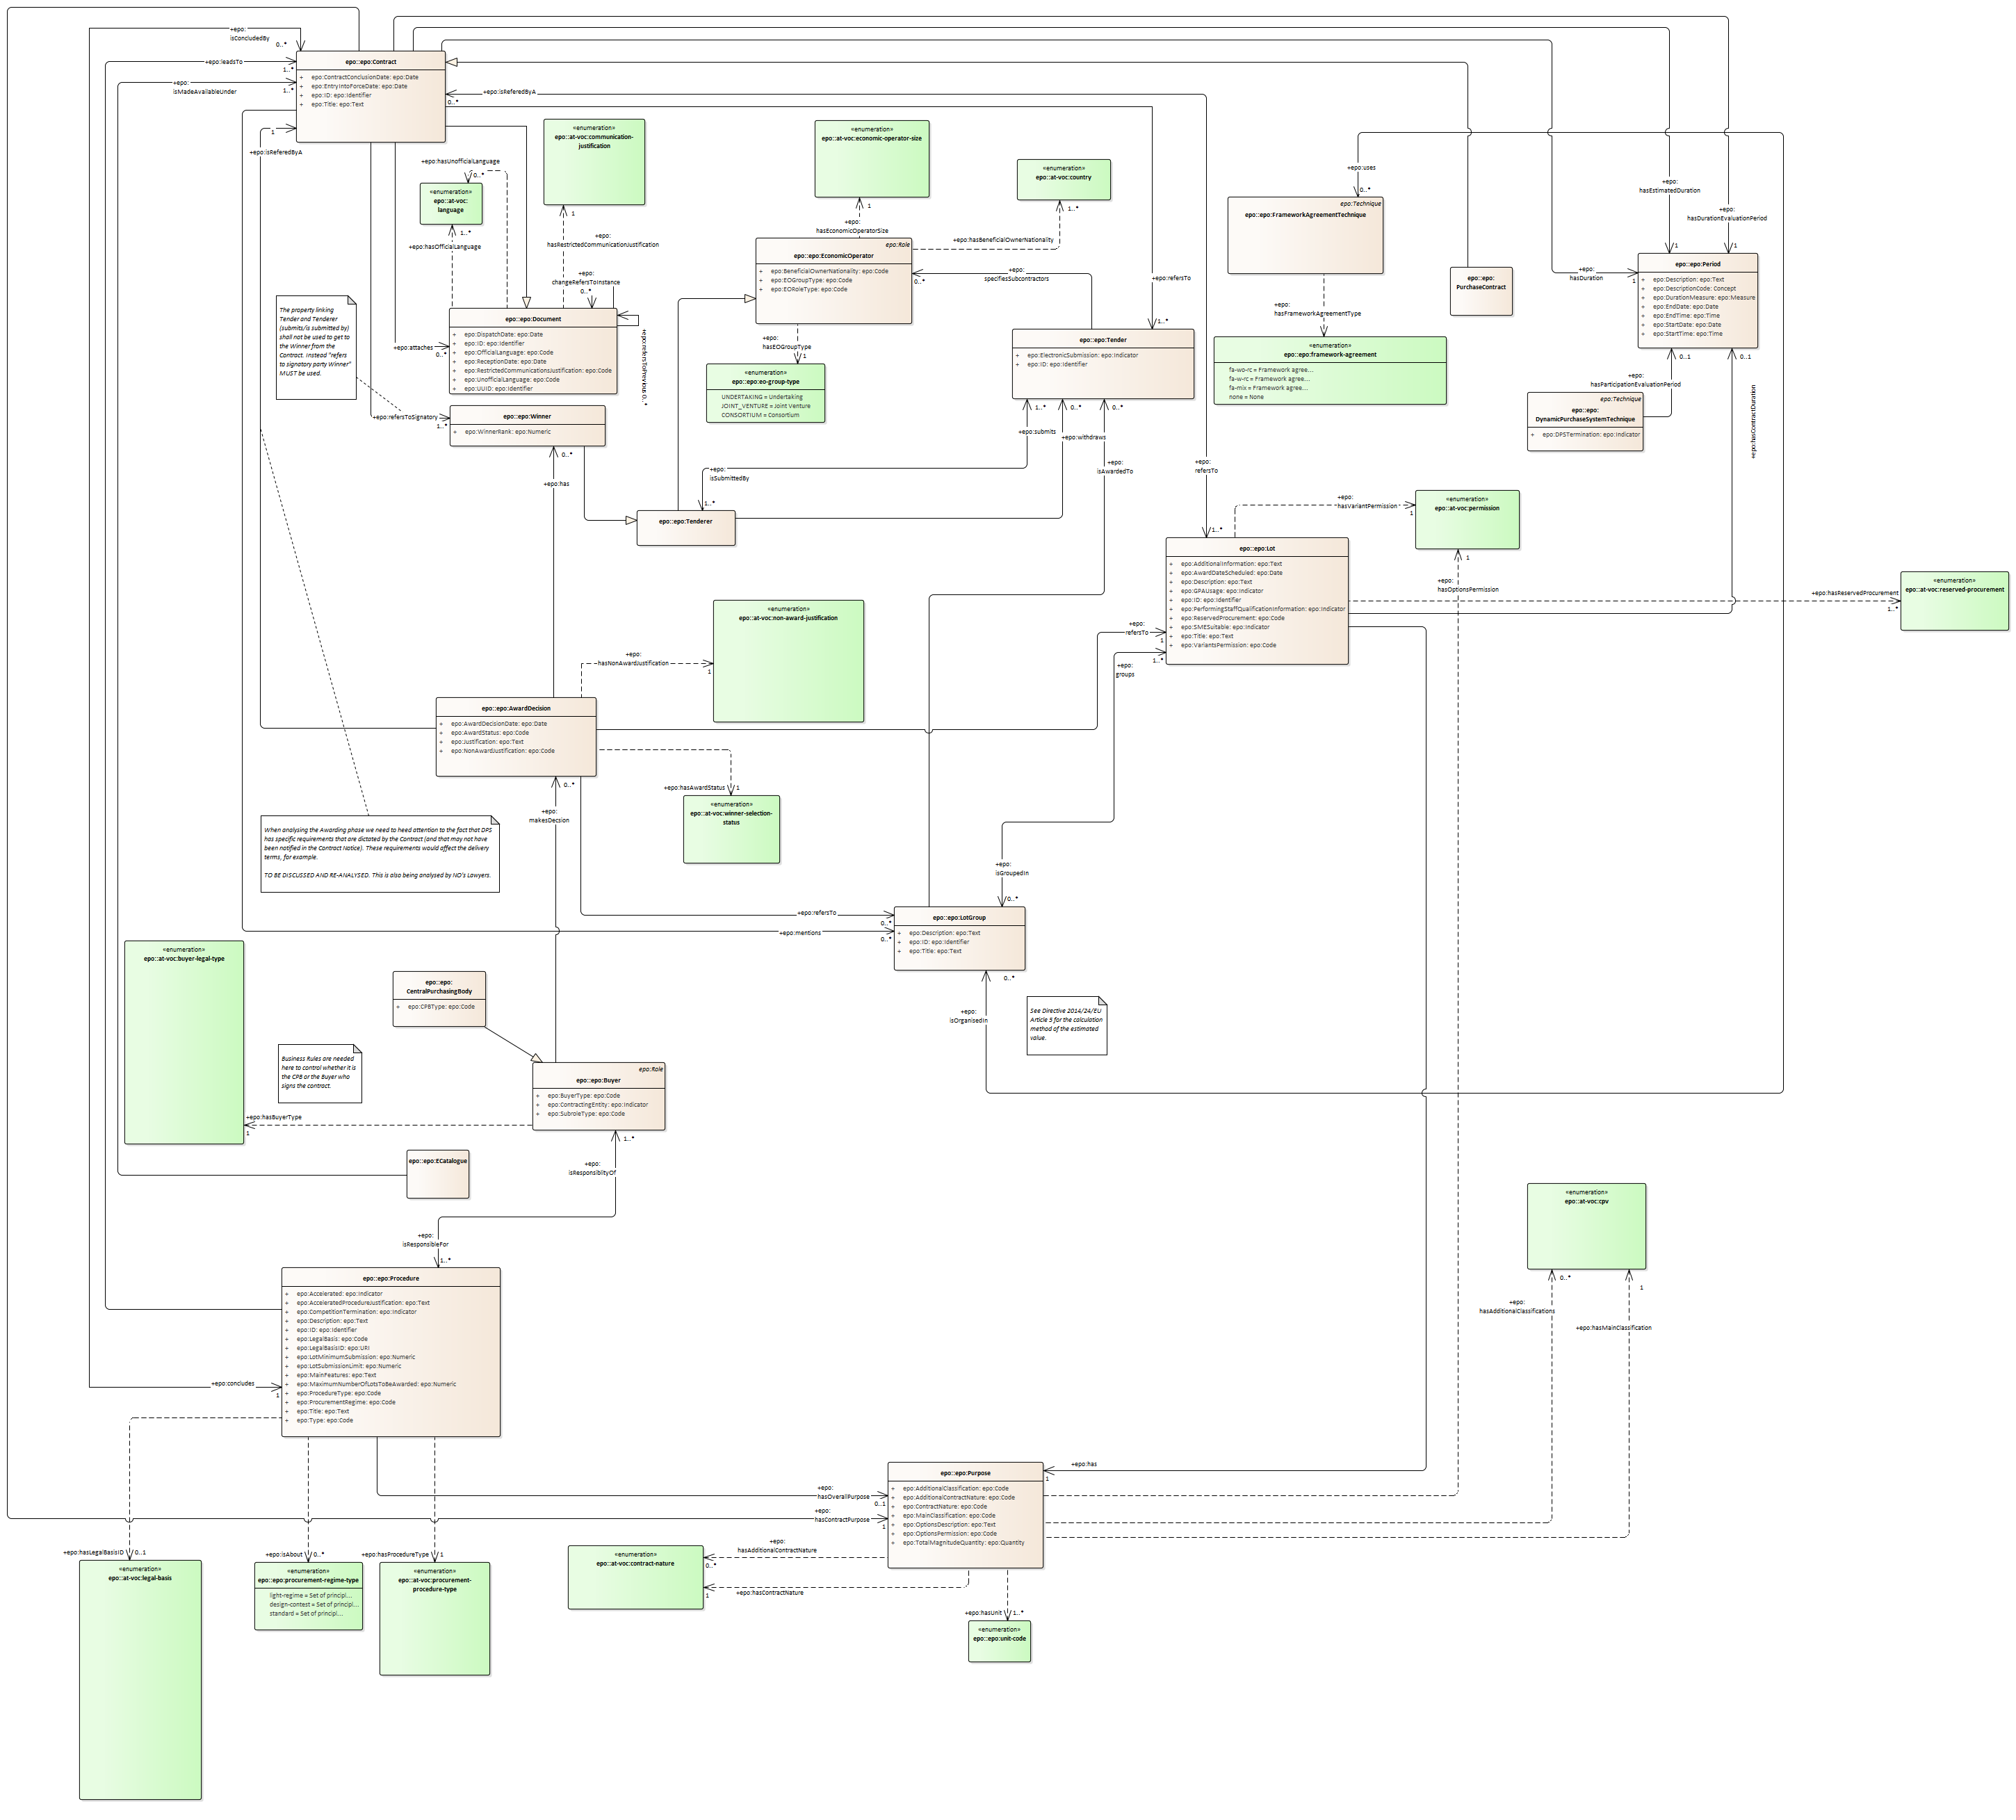 +epo:
isConcludedBy
0..*
+epo:leadsTo
1..*
+epo:
isMadeAvailableUnder
1..*
epo::epo:Contract
+ epo:ContractConclusionDate: epo:Date
+ epo:EntryIntoForceDate: epo:Date
+ epo:ID: epo:Identifier
+ epo:Title: epo:Text
1
+epo:isReferedByA
+epo:isReferedByA
0..*
«enumeration»
epo::at-voc:communication-
justification
1
+epo:hasUnofficialLanguage
0..*
«enumeration»
epo::at-voc:
language
1..*
+epo:hasOfficialLanguage
+epo:
hasRestrictedCommunicationJustification
+epo:
changeRefersToInstance
0..*
«enumeration»
epo::at-voc:economic-operator-size
1
+epo:
hasEconomicOperatorSize
«enumeration»
epo::at-voc:country
1..*
+epo:hasBeneficialOwnerNationality
epo:Role
epo::epo:EconomicOperator
+ epo:BeneficialOwnerNationality: epo:Code
+ epo:EOGroupType: epo:Code
+ epo:EORoleType: epo:Code
+epo:
specifiesSubcontractors
0..*
+epo:refersTo
1..*
+epo:uses
0..*
epo:Technique
epo::epo:FrameworkAgreementTechnique
+epo:
hasFrameworkAgreementType
«enumeration»
epo::epo:framework-agreement
fa-wo-rc = Framework agree...
fa-w-rc = Framework agree...
fa-mix = Framework agree...
none = None
epo::epo:
PurchaseContract
+epo:
hasEstimatedDuration
1
+epo:
hasDurationEvaluationPeriod
1
+epo:
hasDuration
1
epo::epo:Period
+ epo:Description: epo:Text
+ epo:DescriptionCode: Concept
+ epo:DurationMeasure: epo:Measure
+ epo:EndDate: epo:Date
+ epo:EndTime: epo:Time
+ epo:StartDate: epo:Date
+ epo:StartTime: epo:Time
0..1
0..1
+epo:
hasParticipationEvaluationPeriod
+epo:hasContractDuration
epo:Technique
epo::epo:
DynamicPurchaseSystemTechnique
+ epo:DPSTermination: epo:Indicator
The property linking
Tender and Tenderer
(submits/is submitted by)
shall not be used to get to
the Winner from the
Contract. Instead "refers
to signatory party Winner"
MUST be used.
epo::epo:Document
+ epo:DispatchDate: epo:Date
+ epo:ID: epo:Identifier
+ epo:OfficialLanguage: epo:Code
+ epo:ReceptionDate: epo:Date
+ epo:RestrictedCommunicationsJustification: epo:Code
+ epo:UnofficialLanguage: epo:Code
+ epo:UUID: epo:Identifier
+epo:refersToPrevious 0..*
+epo:attaches
0..*
+epo:refersToSignatory
1..*
epo::epo:Winner
+ epo:WinnerRank: epo:Numeric
0..*
+epo:has
+epo:
hasEOGroupType
1
«enumeration»
epo::epo:eo-group-type
UNDERTAKING = Undertaking
JOINT_VENTURE = Joint Venture
CONSORTIUM = Consortium
epo::epo:Tender
+ epo:ElectronicSubmission: epo:Indicator
+ epo:ID: epo:Identifier
1..*
0..*
0..*
+epo:submits
+epo:withdraws
+epo:
isAwardedTo
+epo:
isSubmittedBy
1..*
epo::epo:Tenderer
+epo:
refersTo
1..*
+epo:
hasVariantPermission
1
«enumeration»
epo::at-voc:permission
1
+epo:
hasOptionsPermission
epo::epo:Lot
+ epo:AdditionalInformation: epo:Text
+ epo:AwardDateScheduled: epo:Date
+ epo:Description: epo:Text
+ epo:GPAUsage: epo:Indicator
+ epo:ID: epo:Identifier
+ epo:PerformingStaffQualificationInformation: epo:Indicator
+ epo:ReservedProcurement: epo:Code
+ epo:SMESuitable: epo:Indicator
+ epo:Title: epo:Text
+ epo:VariantsPermission: epo:Code
+epo:hasReservedProcurement
1..*
«enumeration»
epo::at-voc:reserved-procurement
+epo:
refersTo
1
1..*
+epo:
groups
«enumeration»
epo::at-voc:non-award-justification
+epo:
hasNonAwardJustification
1
epo::epo:AwardDecision
+ epo:AwardDecisionDate: epo:Date
+ epo:AwardStatus: epo:Code
+ epo:Justification: epo:Text
+ epo:NonAwardJustification: epo:Code
+epo:hasAwardStatus
1
«enumeration»
epo::at-voc:winner-selection-
status
0..*
+epo:
makesDecsion
When analysing the Awarding phase we need to heed attention to the fact that DPS
has specific requirements that are dictated by the Contract (and that may not have
been notified in the Contract Notice). These requirements would affect the delivery
terms, for example.
TO BE DISCUSSED AND RE-ANALYSED. This is also being analysed by NO's Lawyers.
+epo:
isGroupedIn
0..*
+epo:refersTo
0..*
+epo:mentions
0..*
epo::epo:LotGroup
+ epo:Description: epo:Text
+ epo:ID: epo:Identifier
+ epo:Title: epo:Text
0..*
+epo:
isOrganisedIn
See Directive 2014/24/EU
Article 5 for the calculation
method of the estimated
value.
«enumeration»
epo::at-voc:buyer-legal-type
epo::epo:
CentralPurchasingBody
+ epo:CPBType: epo:Code
Business Rules are needed
here to control whether it is
the CPB or the Buyer who
signs the contract.
epo:Role
epo::epo:Buyer
+ epo:BuyerType: epo:Code
+ epo:ContractingEntity: epo:Indicator
+ epo:SubroleType: epo:Code
+epo:hasBuyerType
1
1..*
+epo:
isResponsiblityOf
epo::epo:ECatalogue
+epo:
isResponsibleFor
1..*
epo::epo:Procedure
+ epo:Accelerated: epo:Indicator
+ epo:AcceleratedProcedureJustification: epo:Text
+ epo:CompetitionTermination: epo:Indicator
+ epo:Description: epo:Text
+ epo:ID: epo:Identifier
+ epo:LegalBasis: epo:Code
+ epo:LegalBasisID: epo:URI
+ epo:LotMinimumSubmission: epo:Numeric
+ epo:LotSubmissionLimit: epo:Numeric
+ epo:MainFeatures: epo:Text
+ epo:MaximumNumberOfLotsToBeAwarded: epo:Numeric
+ epo:ProcedureType: epo:Code
+ epo:ProcurementRegime: epo:Code
+ epo:Title: epo:Text
+ epo:Type: epo:Code
+epo:concludes
1
«enumeration»
epo::at-voc:cpv
0..*
1
+epo:
hasAdditionalClassifications
+epo:hasMainClassification
+epo:has
1
epo::epo:Purpose
+ epo:AdditionalClassification: epo:Code
+ epo:AdditionalContractNature: epo:Code
+ epo:ContractNature: epo:Code
+ epo:MainClassification: epo:Code
+ epo:OptionsDescription: epo:Text
+ epo:OptionsPermission: epo:Code
+ epo:TotalMagnitudeQuantity: epo:Quantity
+epo:
hasOverallPurpose
0..1
+epo:
hasContractPurpose
1
+epo:
hasAdditionalContractNature
0..*
+epo:hasContractNature
1
«enumeration»
epo::at-voc:contract-nature
+epo:hasUnit
1..*
«enumeration»
epo::epo:unit-code
+epo:hasLegalBasisID
0..1
«enumeration»
epo::at-voc:legal-basis
+epo:isAbout
0..*
«enumeration»
epo::epo:procurement-regime-type
light-regime = Set of principl...
design-contest = Set of principl...
standard = Set of principl...
+epo:hasProcedureType
1
«enumeration»
epo::at-voc:procurement-
procedure-type